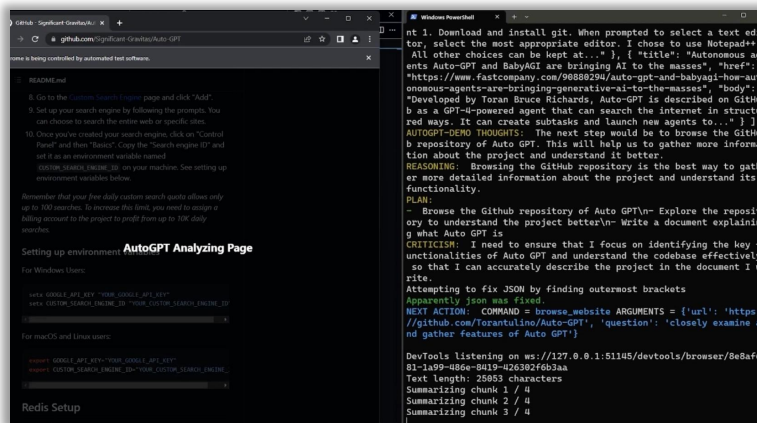 GitHub - Significant-Gravitas/Aut
github.com/Significant-Gravitas/Auto-GPT
ome is being controlled by automated test software.
README.md
8. Go to the Custom Search Engine page and click "Add".
9. Set up your search engine by following the prompts. You
can choose to search the entire web or specific sites.
10. Once you've created your search engine, click on "Control
Panel" and then "Basics". Copy the "Search engine ID" and
set it as an environment variable named
CUSTOM_SEARCH_ENGINE_ID on your machine. See setting up
environment variables below.
Remember that your free daily custom search quota allows only
up to 100 searches. To increase this limit, you need to assign a
billing account to the project to profit from up to 10K daily
searches.
Setting up environment variables
AutoGPT Analyzing Page
For Windows Users:
setx GOOGLE_API_KEY "YOUR_GOOGLE_API_KEY"
setx CUSTOM_SEARCH_ENGINE_ID "YOUR_CUSTOM_SEARCH_ENGINE_ID
For macOS and Linux users:
export GOOGLE_API_KEY="YOUR_GOOGLE_API_KEY"
export CUSTOM_SEARCH_ENGINE_ID="YOUR_CUSTOM_SEARCH_ENGINE_
Redis Setup
Windows PowerShell
nt 1. Download and install git. When prompted to select a text edi
tor, select the most appropriate editor. I chose to use Notepad++
All other choices can be kept at..." }, { "title": "Autonomous a
ents Auto-GPT and BabyAGI are bringing AI to the masses", "href":
"https://www.fastcompany.com/90880294/auto-gpt-and-babyagi-how-au
onomous-agents-are-bringing-generative-ai-to-the-masses", "body":
"Developed by Toran Bruce Richards, Auto-GPT is described on GitH
b as a GPT-4-powered agent that can search the internet in structu
red ways. It can create subtasks and launch new agents to..." } ]
AUTOGPT-DEMO THOUGHTS: The next step would be to browse the GitH
b repository of Auto GPT. This will help us to gather more informa
tion about the project and understand it better.
REASONING: Browsing the GitHub repository is the best way to gath
er more detailed information about the project and understand its
functionality.
PLAN:
- Browse the Github repository of Auto GPT\n- Explore the reposit
ory to understand the project better\n- Write a document explainin
g what Auto GPT is
CRITICISM: I need to ensure that I focus on identifying the key
unctionalities of Auto GPT and understand the codebase effectively
so that I can accurately describe the project in the document I w
rite.
Attempting to fix JSON by finding outermost brackets
Apparently json was fixed.
NEXT ACTION: COMMAND = browse_website ARGUMENTS = {'url': 'https
//github.com/Torantulino/Auto-GPT', 'question': 'closely examine a
nd gather features of Auto GPT'}
DevTools listening on ws://127.0.0.1:51145/devtools/browser/8e8af
81-1a99-486e-8419-426302f6b3aa
Text length: 25053 characters
Summarizing chunk 1 / 4
Summarizing chunk 2 / 4
Summarizing chunk 3 / 4